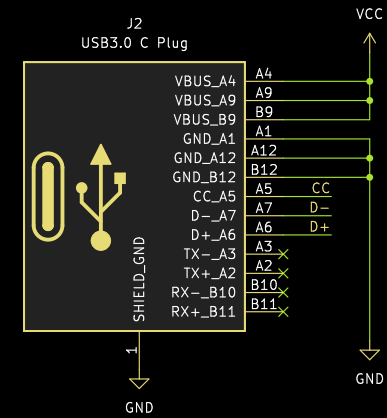 J2
USB3.0 C Plug
VCC
VBUS_A4 A4
VBUS_A9 A9
VBUS_B9 B9
GND_A1 A1
GND_A12 A12
GND_B12 B12
CC_A5 A5 CC
D-_A7 A7 D-
D+_A6 A6 D+
TX-_A3 A3
TX+_A2 A2
RX-_B10 B10
RX+_B11 B11
SHIELD_GND
1
GND
GND